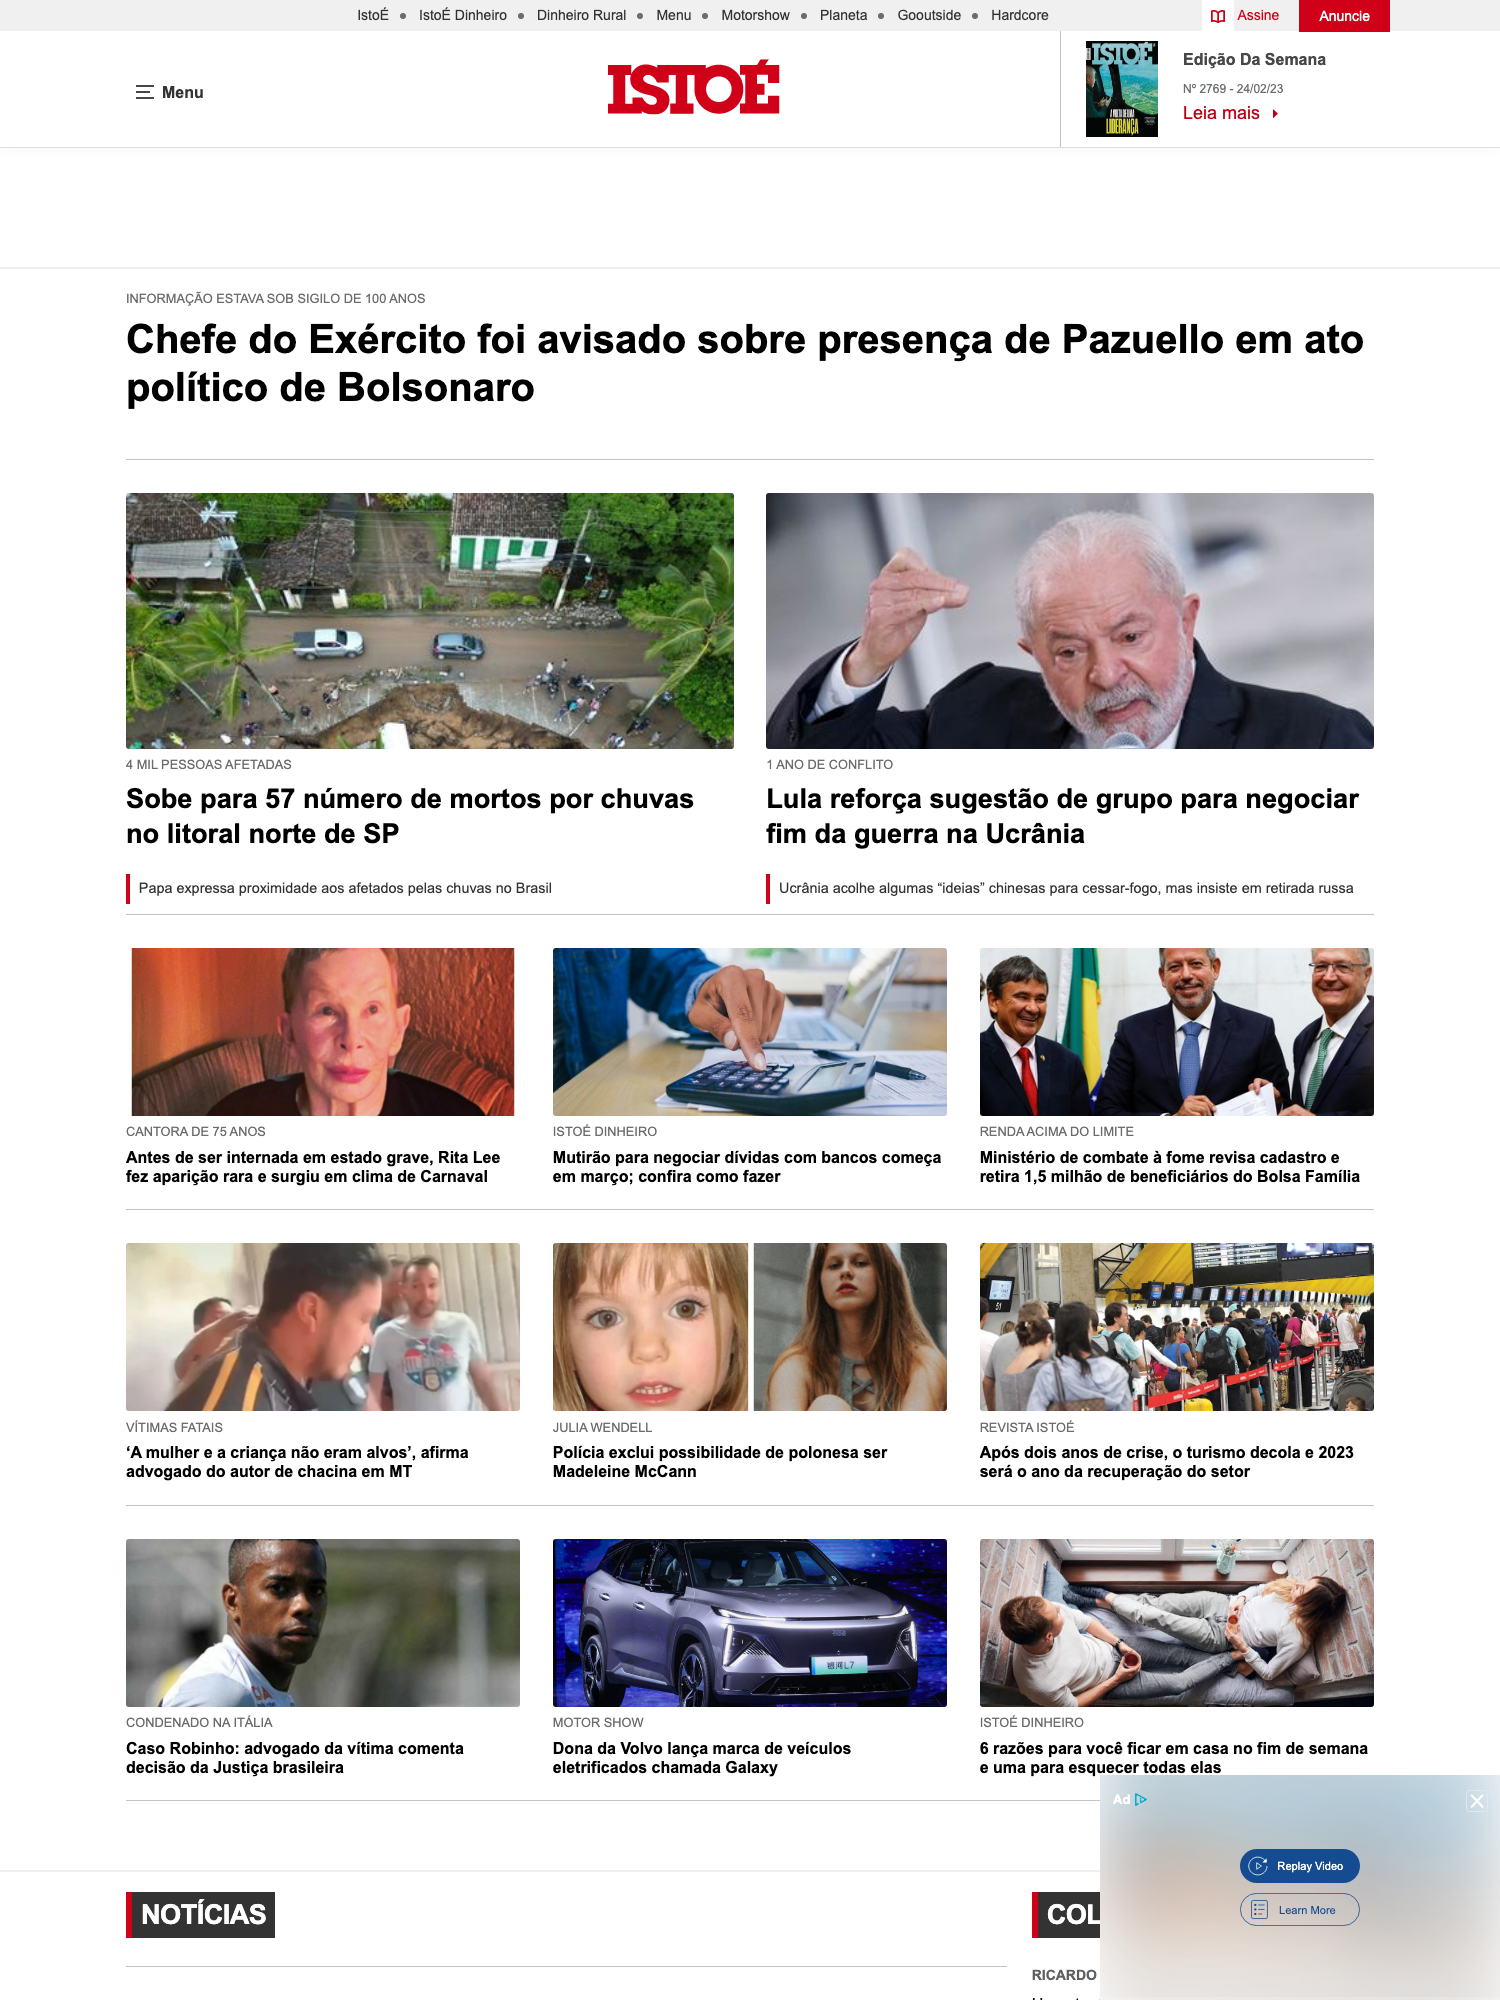 IstoÉ • IstoÉ Dinheiro • Dinheiro Rural • Menu • Motorshow • Planeta • Gooutside • Hardcore
Assine
Anuncie
Menu
ISTOÉ
ISTOÉ
A VOLTA DE UMA
LIDERANÇA
Edição Da Semana
Nº 2769 - 24/02/23
Leia mais
INFORMAÇÃO ESTAVA SOB SIGILO DE 100 ANOS
Chefe do Exército foi avisado sobre presença de Pazuello em ato
político de Bolsonaro
4 MIL PESSOAS AFETADAS
Sobe para 57 número de mortos por chuvas
no litoral norte de SP
Papa expressa proximidade aos afetados pelas chuvas no Brasil
1 ANO DE CONFLITO
Lula reforça sugestão de grupo para negociar
fim da guerra na Ucrânia
Ucrânia acolhe algumas “ideias” chinesas para cessar-fogo, mas insiste em retirada russa
CANTORA DE 75 ANOS
Antes de ser internada em estado grave, Rita Lee
fez aparição rara e surgiu em clima de Carnaval
ISTOÉ DINHEIRO
Mutirão para negociar dívidas com bancos começa
em março; confira como fazer
RENDA ACIMA DO LIMITE
Ministério de combate à fome revisa cadastro e
retira 1,5 milhão de beneficiários do Bolsa Família
VÍTIMAS FATAIS
‘A mulher e a criança não eram alvos’, afirma
advogado do autor de chacina em MT
JULIA WENDELL
Polícia exclui possibilidade de polonesa ser
Madeleine McCann
51
REVISTA ISTOÉ
Após dois anos de crise, o turismo decola e 2023
será o ano da recuperação do setor
CONDENADO NA ITÁLIA
Caso Robinho: advogado da vítima comenta
decisão da Justiça brasileira
银河L7
MOTOR SHOW
Dona da Volvo lança marca de veículos
eletrificados chamada Galaxy
ISTOÉ DINHEIRO
6 razões para você ficar em casa no fim de semana
e uma para esquecer todas elas
Ad
Replay Video
Learn More
NOTÍCIAS
COL
RICARDO